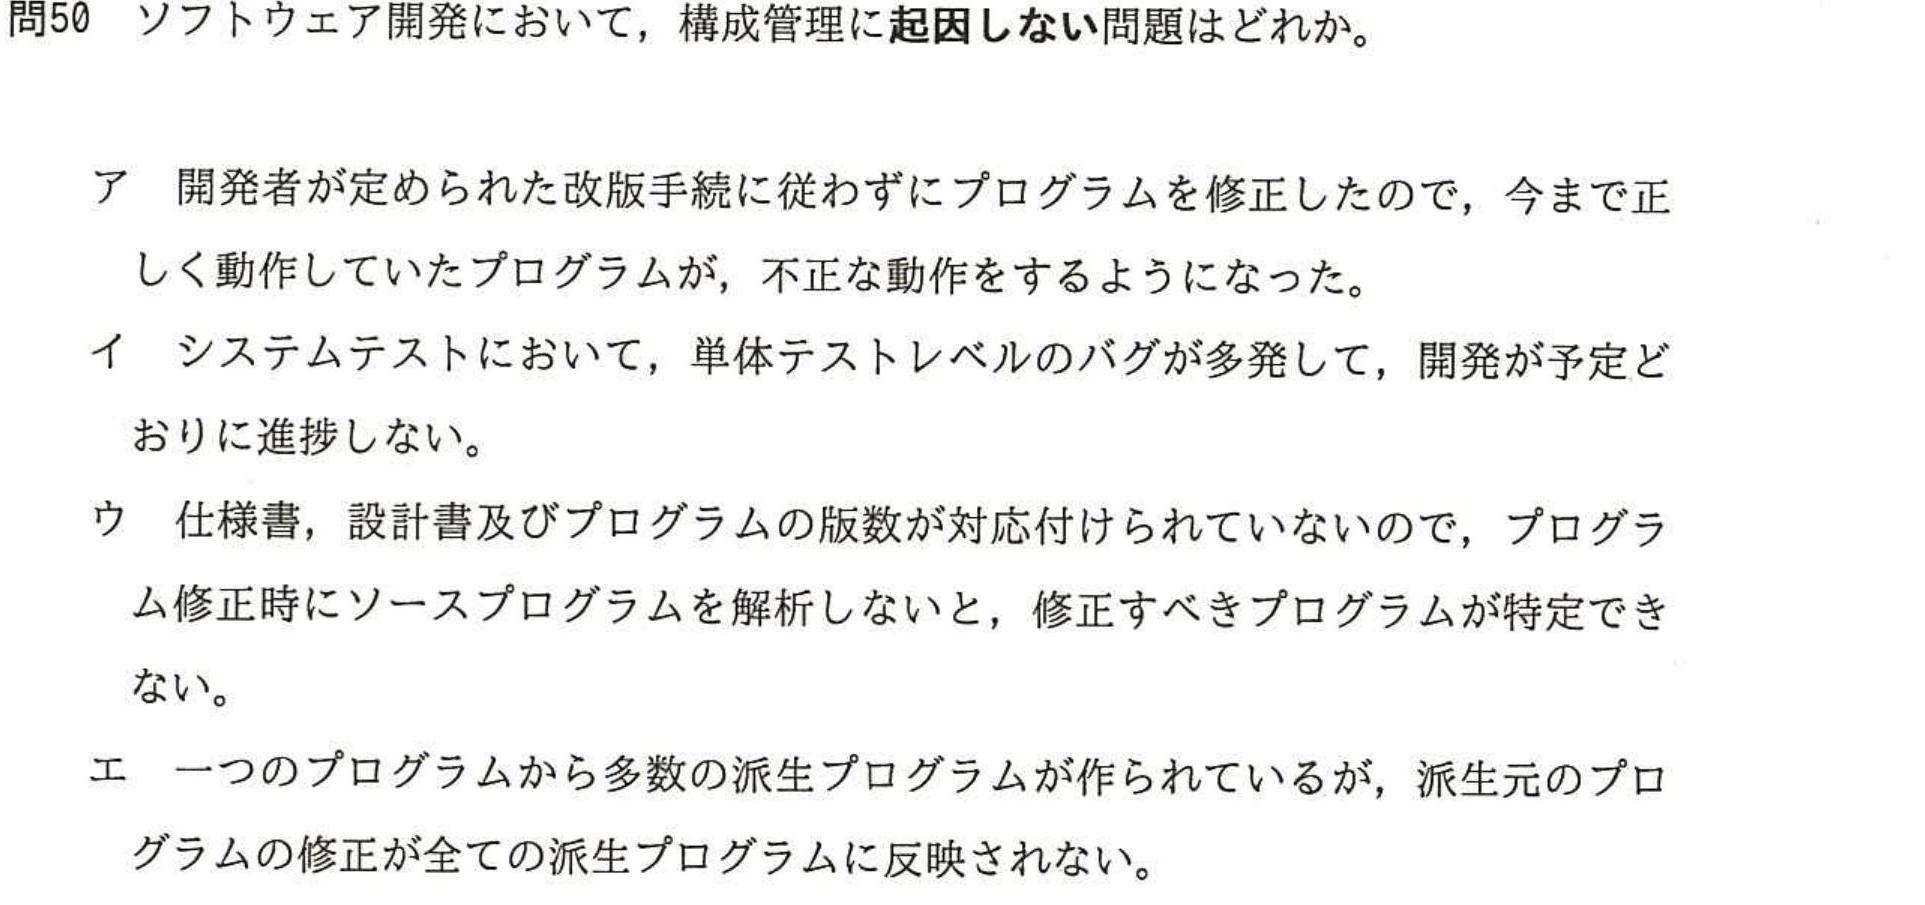 問50　ソフトウェア開発において，構成管理に起因しない問題はどれか。
ア　開発者が定められた改版手続に従わずにプログラムを修正したので，今まで正
しく動作していたプログラムが，不正な動作をするようになった。
イ　システムテストにおいて，単体テストレベルのバグが多発して，開発が予定ど
おりに進捗しない。
ウ　仕様書，設計書及びプログラムの版数が対応付けられていないので，プログラ
ム修正時にソースプログラムを解析しないと，修正すべきプログラムが特定でき
ない。
エ　一つのプログラムから多数の派生プログラムが作られているが，派生元のプロ
グラムの修正が全ての派生プログラムに反映されない。